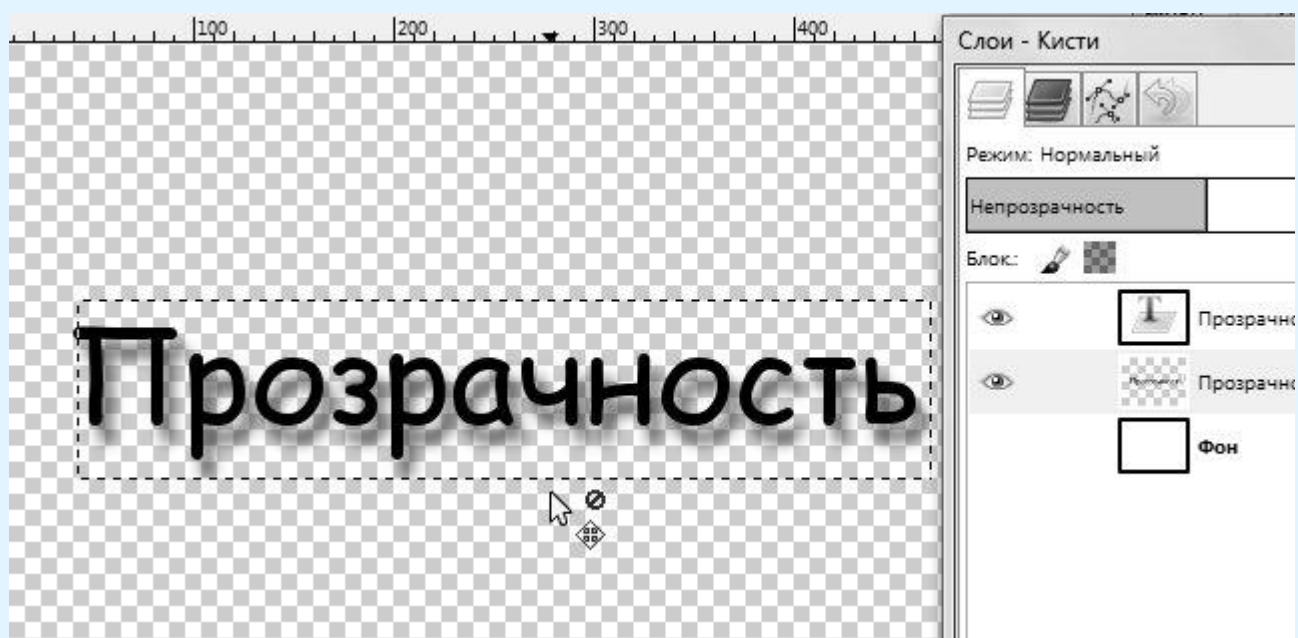 100 200 300 400
Слои - Кисти
Режим: Нормальный
Непрозрачность
Блок.:
Прозрачно
Прозрачно
Фон
Прозрачность